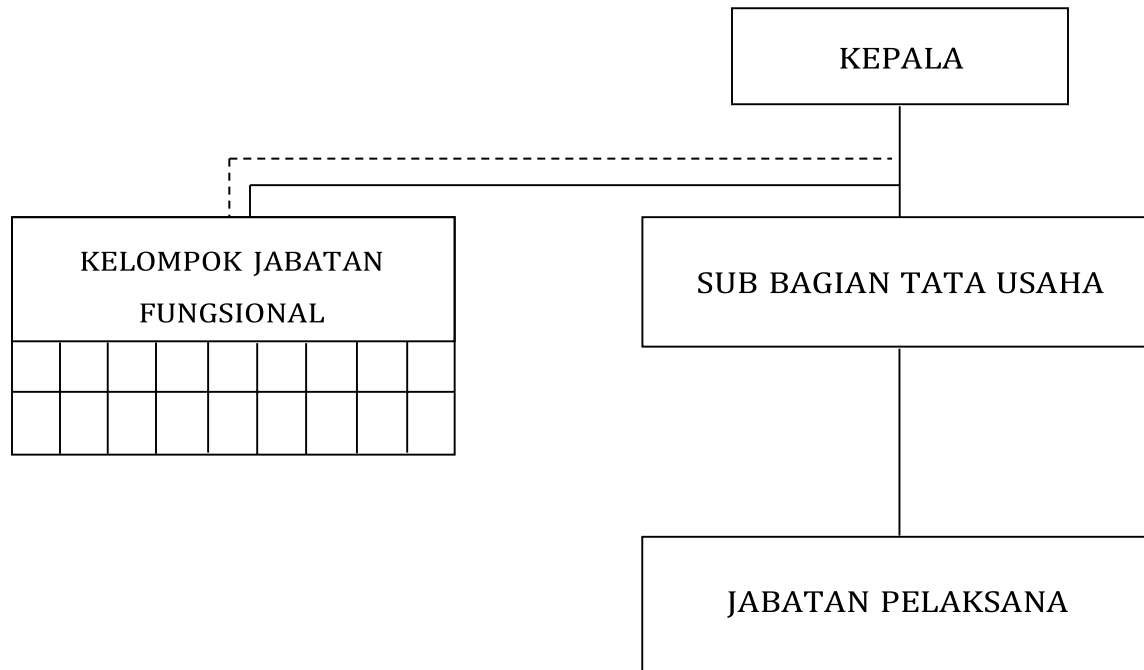 KEPALA
KELOMPOK JABATAN
FUNGSIONAL
SUB BAGIAN TATA USAHA
JABATAN PELAKSANA